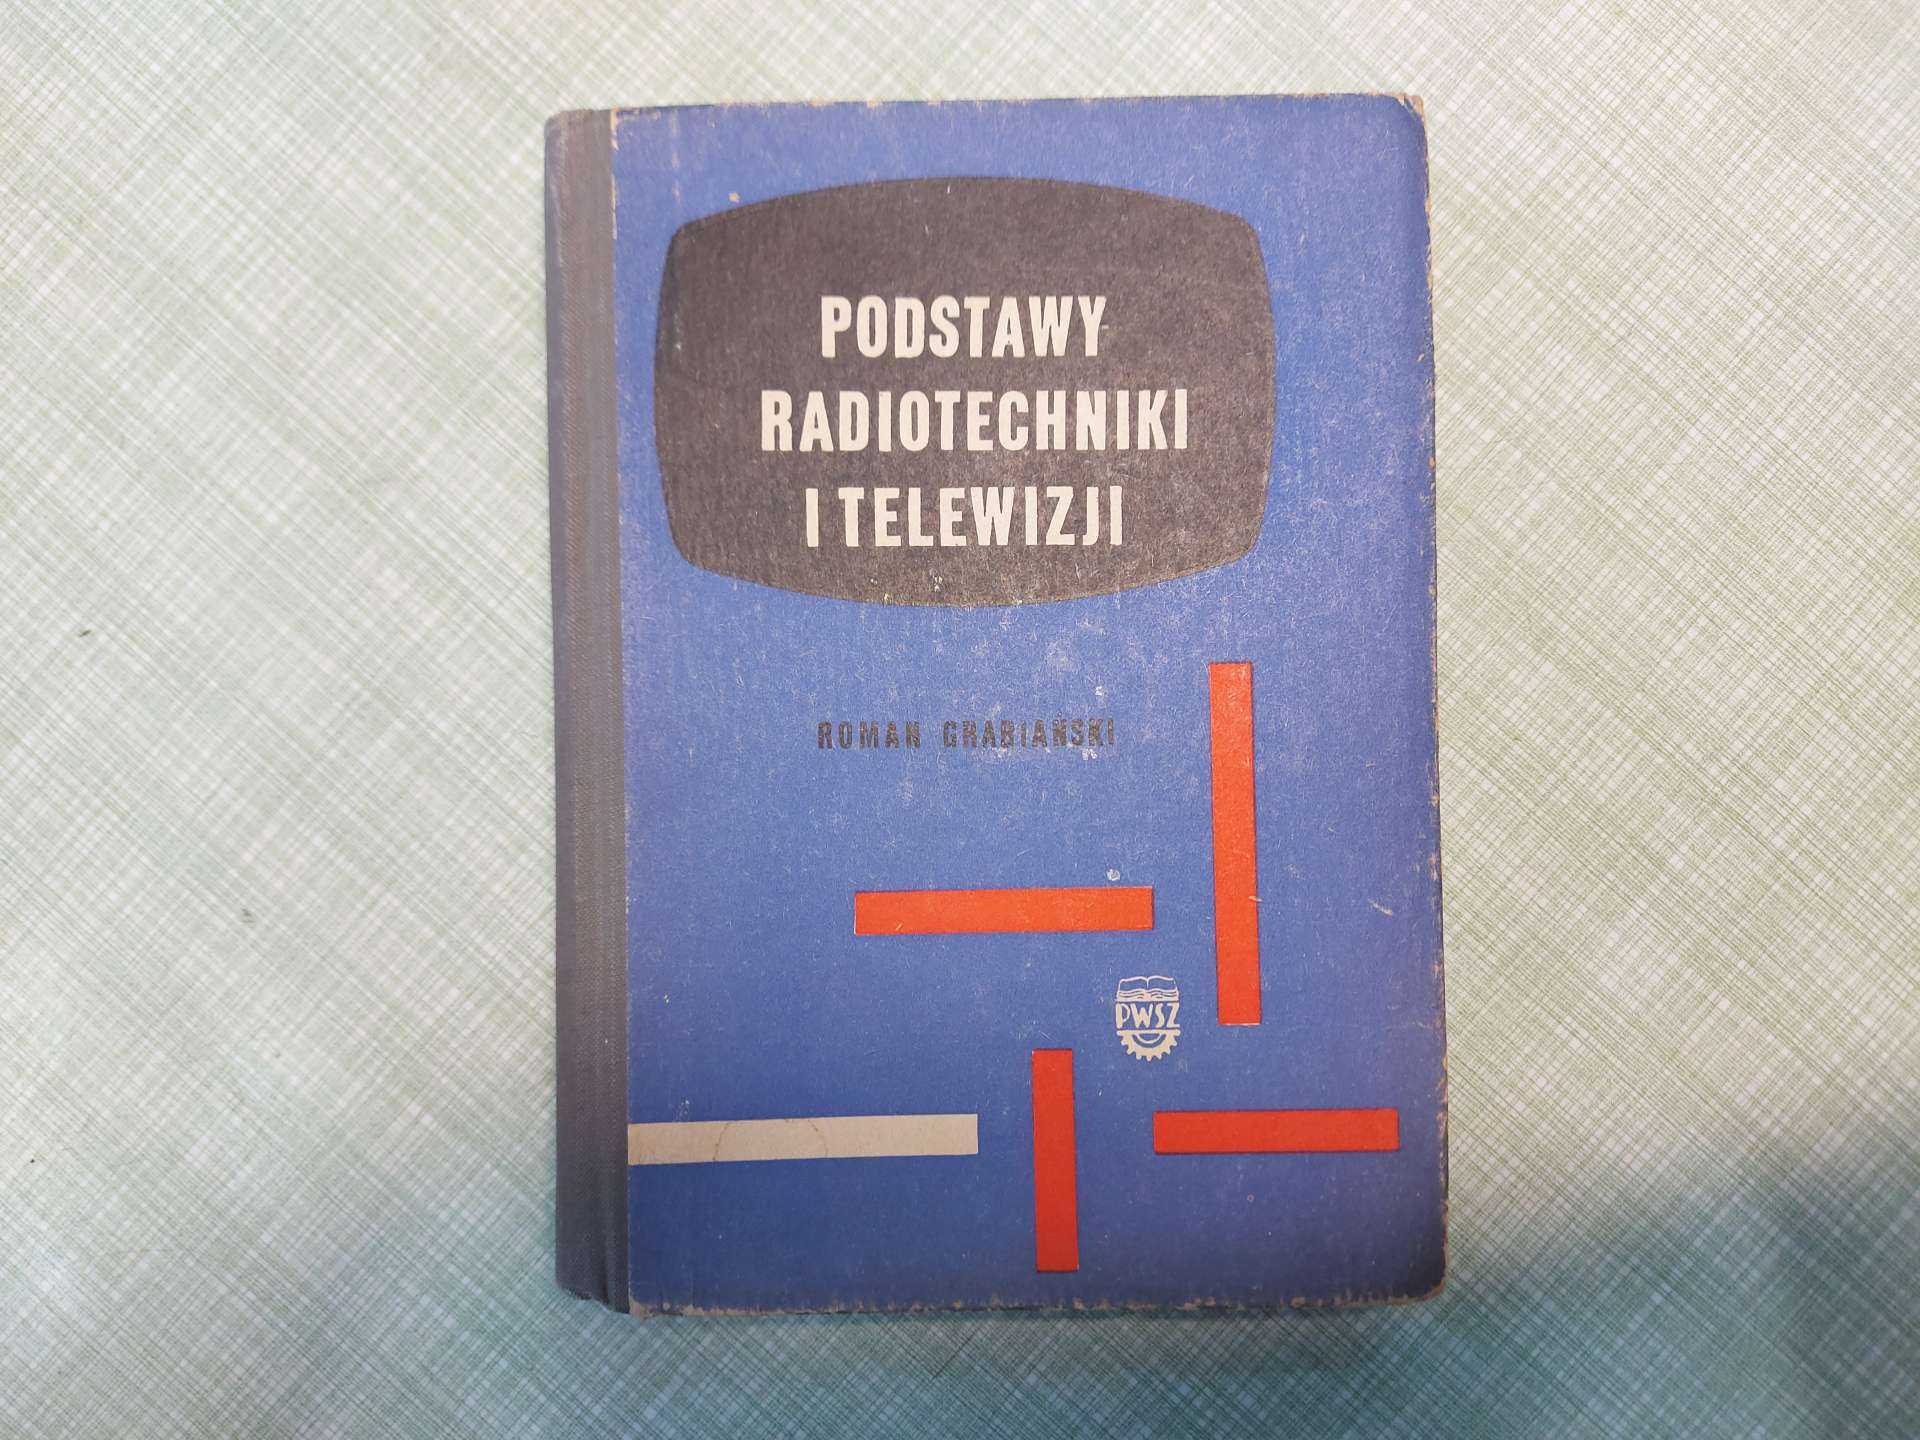 PODSTAWY
RADIOTECHNIKI
I TELEWIZJI
ROMAN GRABIAŃSKI
PWSZ